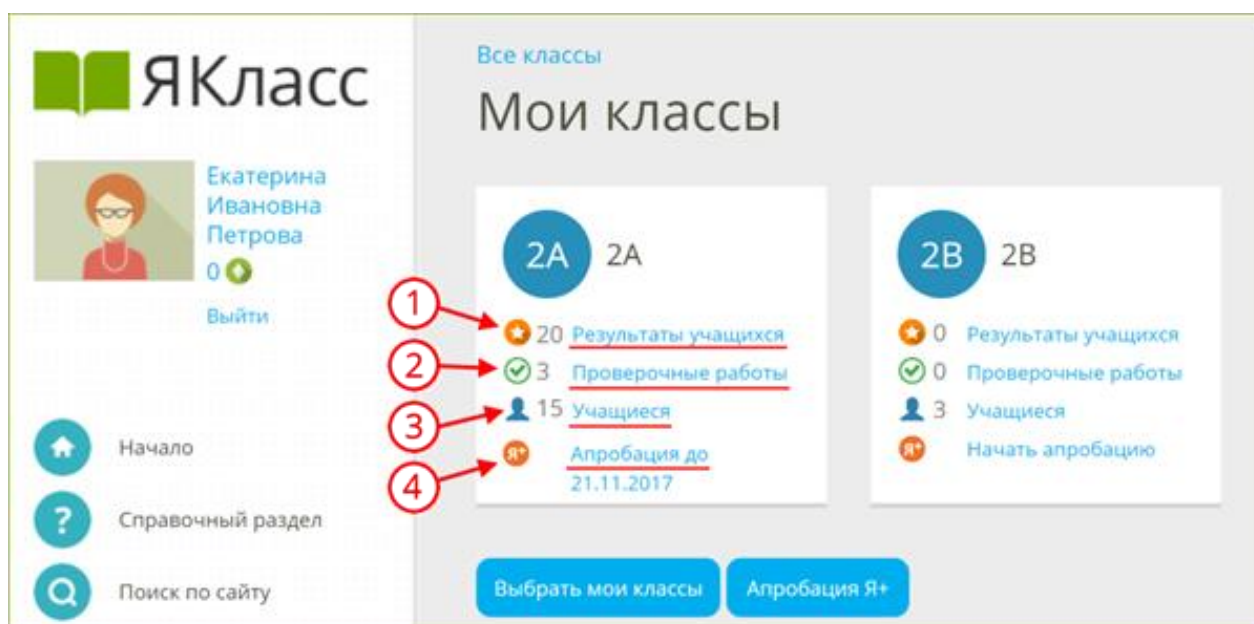 ЯКласс
Екатерина
Ивановна
Петрова
0
Выйти
Начало
?
Справочный раздел
Поиск по сайту
Все классы
Мои классы
2А 2А
1
20 Результаты учащихся
2
3 Проверочные работы
3
15 Учащиеся
4
Я+ Апробация до
21.11.2017
2В 2В
0 Результаты учащихся
0 Проверочные работы
3 Учащиеся
Я+ Начать апробацию
Выбрать мои классы
Апробация Я+